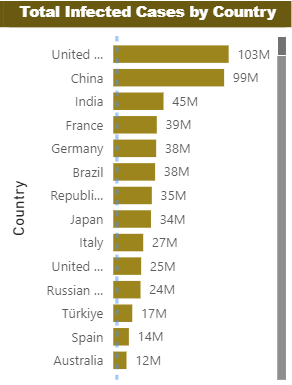 Total Infected Cases by Country
United ... 103M
China 99M
India 45M
France 39M
Germany 38M
Brazil 38M
Republi... 35M
Japan 34M
Italy 27M
United ... 25M
Russian ... 24M
Türkiye 17M
Spain 14M
Australia 12M
Country